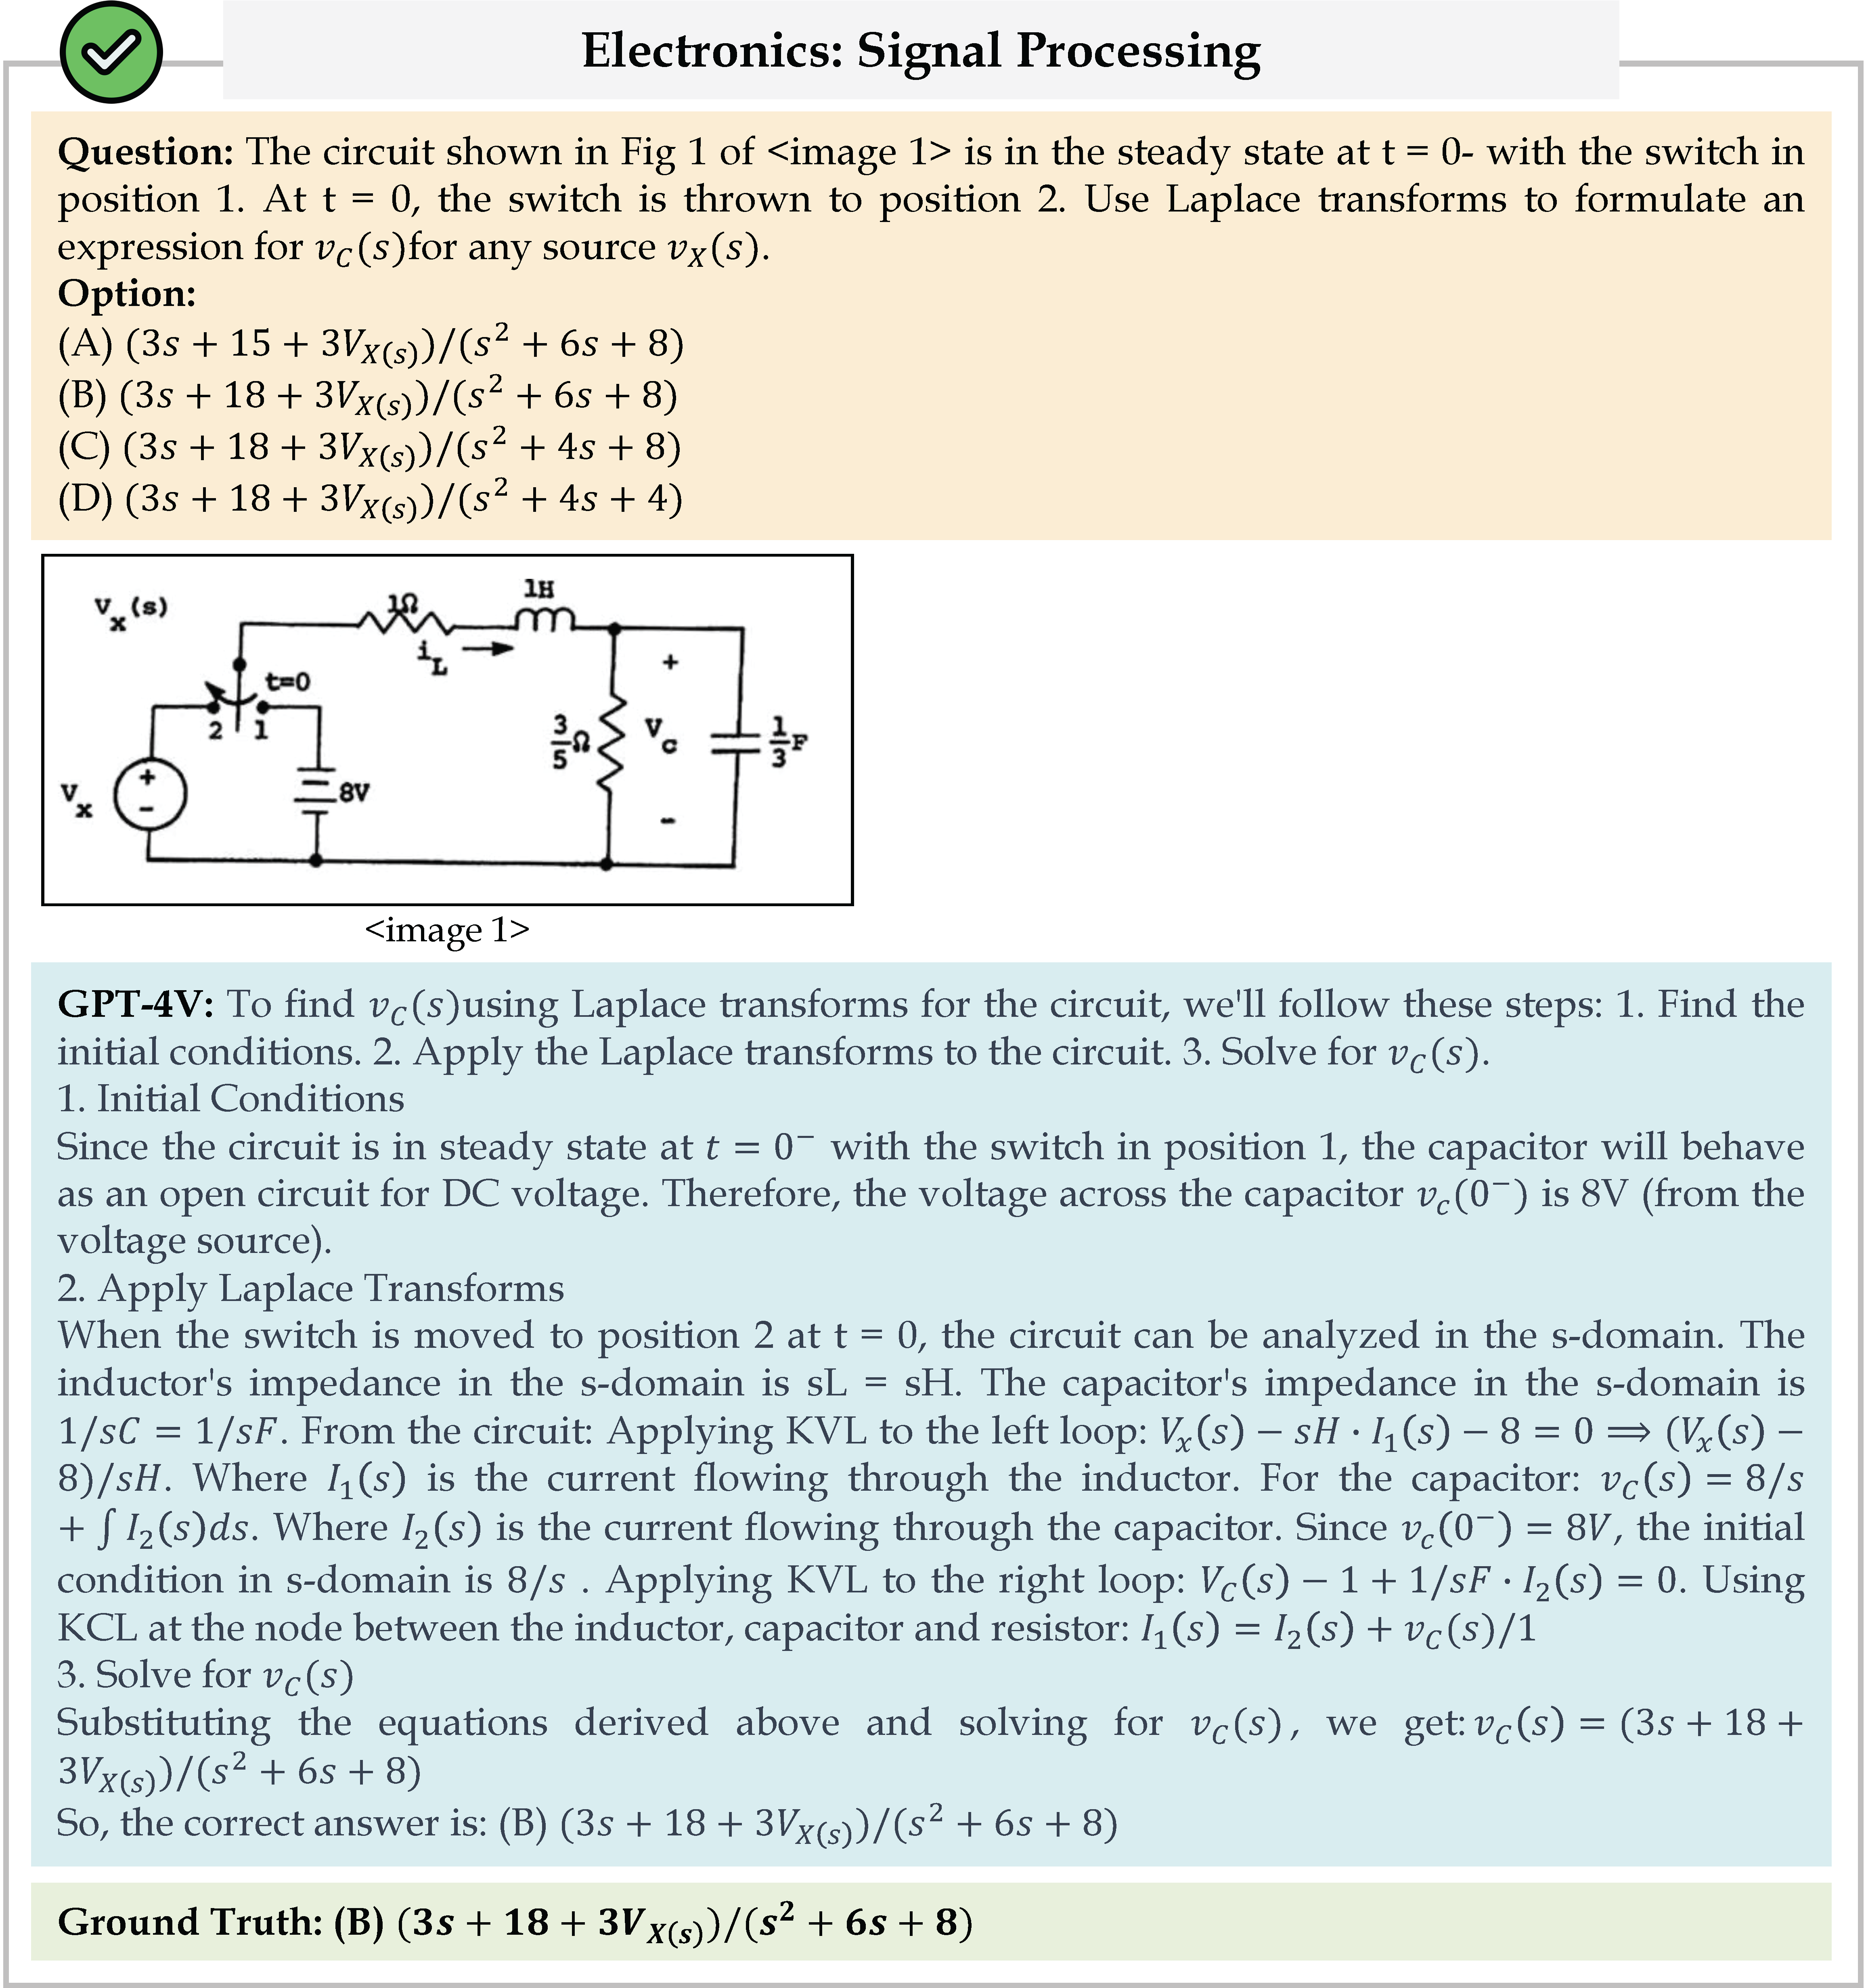 Electronics: Signal Processing
Question: The circuit shown in Fig 1 of <image 1> is in the steady state at t = 0- with the switch in
position 1. At t = 0, the switch is thrown to position 2. Use Laplace transforms to formulate an
expression for v_C(s)for any source v_X(s).
Option:
(A) (3s + 15 + 3V_{X(s)})/(s² + 6s + 8)
(B) (3s + 18 + 3V_{X(s)})/(s² + 6s + 8)
(C) (3s + 18 + 3V_{X(s)})/(s² + 4s + 8)
(D) (3s + 18 + 3V_{X(s)})/(s² + 4s + 4)
V_x(s)
1Ω
1H
i_L
t=0
2 1
V_x
+
-
8V
3/5 Ω
+
V_c
-
1/3 F
<image 1>
GPT-4V: To find v_C(s)using Laplace transforms for the circuit, we'll follow these steps: 1. Find the
initial conditions. 2. Apply the Laplace transforms to the circuit. 3. Solve for v_C(s).
1. Initial Conditions
Since the circuit is in steady state at t = 0⁻ with the switch in position 1, the capacitor will behave
as an open circuit for DC voltage. Therefore, the voltage across the capacitor v_c(0⁻) is 8V (from the
voltage source).
2. Apply Laplace Transforms
When the switch is moved to position 2 at t = 0, the circuit can be analyzed in the s-domain. The
inductor's impedance in the s-domain is sL = sH. The capacitor's impedance in the s-domain is
1/sC = 1/sF. From the circuit: Applying KVL to the left loop: V_x(s) − sH · I_1(s) − 8 = 0 ⟹ (V_x(s) −
8)/sH. Where I_1(s) is the current flowing through the inductor. For the capacitor: v_C(s) = 8/s
+ ∫ I_2(s)ds. Where I_2(s) is the current flowing through the capacitor. Since v_c(0⁻) = 8V, the initial
condition in s-domain is 8/s . Applying KVL to the right loop: V_C(s) − 1 + 1/sF · I_2(s) = 0. Using
KCL at the node between the inductor, capacitor and resistor: I_1(s) = I_2(s) + v_C(s)/1
3. Solve for v_C(s)
Substituting the equations derived above and solving for v_C(s), we get: v_C(s) = (3s + 18 +
3V_{X(s)})/(s² + 6s + 8)
So, the correct answer is: (B) (3s + 18 + 3V_{X(s)})/(s² + 6s + 8)
Ground Truth: (B) (3s + 18 + 3V_{X(s)})/(s² + 6s + 8)